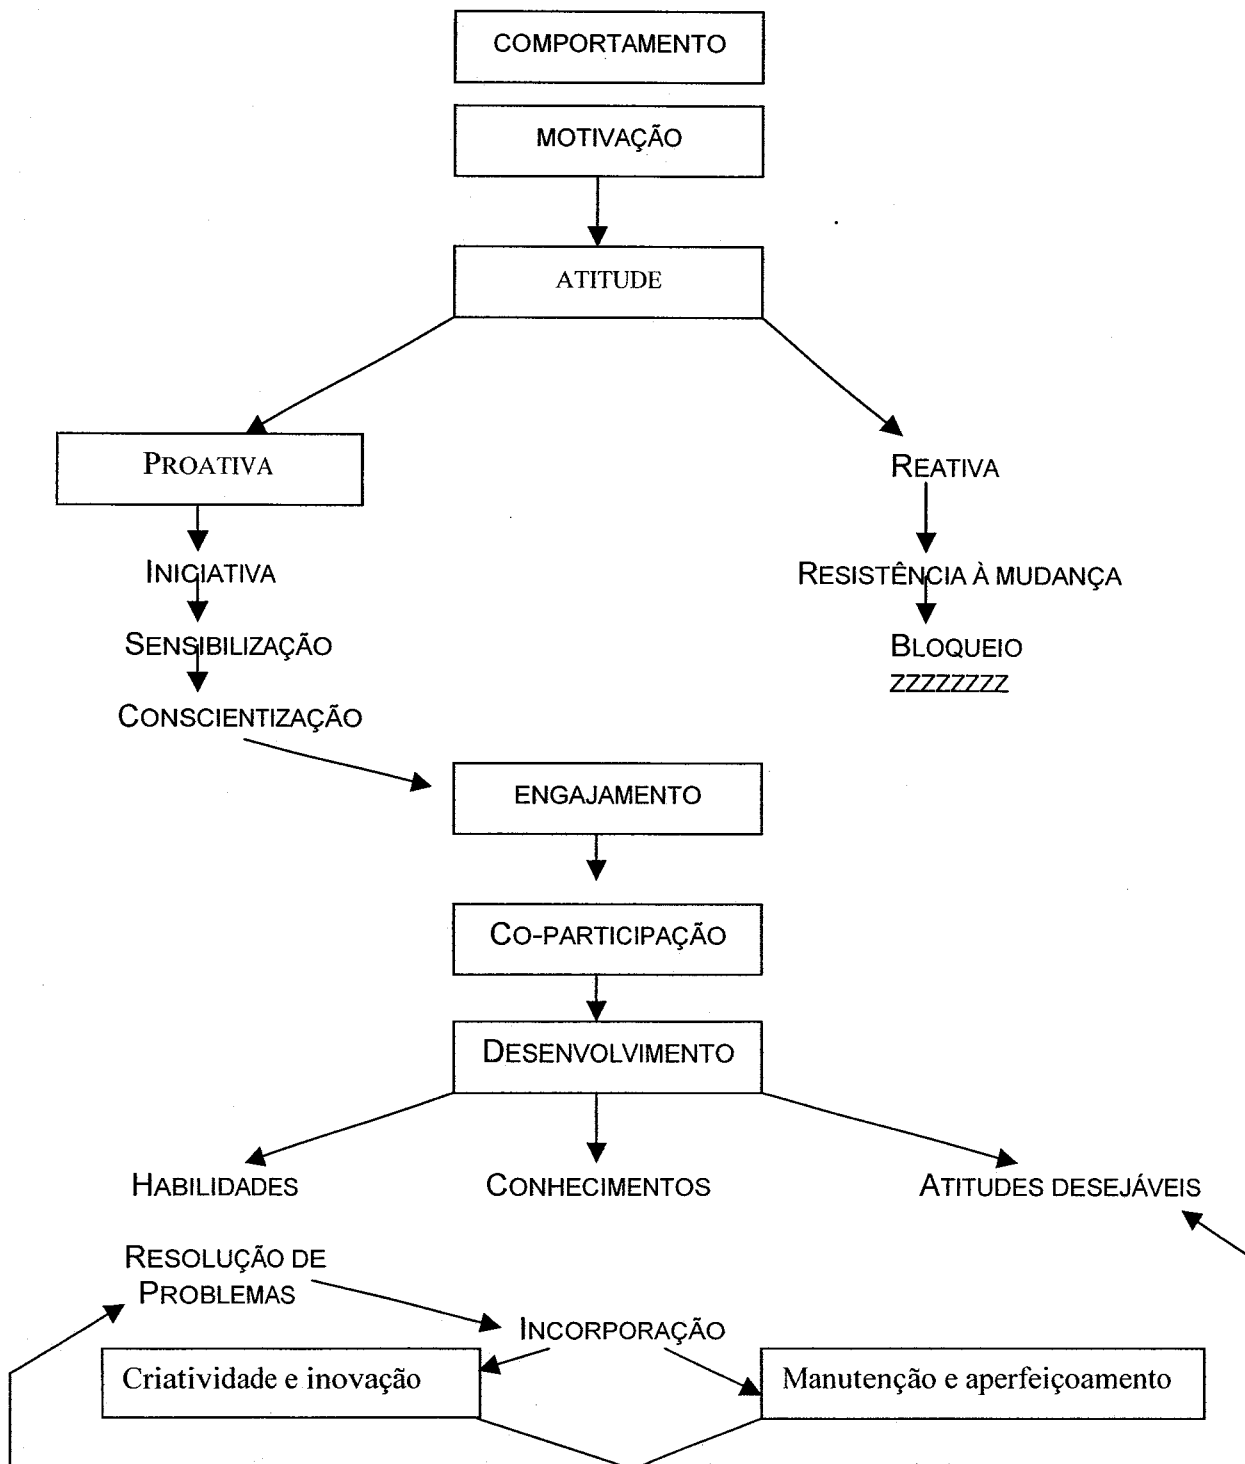 COMPORTAMENTO
MOTIVAÇÃO
ATITUDE
PROATIVA
REATIVA
INICIATIVA
RESISTÊNCIA À MUDANÇA
SENSIBILIZAÇÃO
BLOQUEIO
ZZZZZZZZ
CONSCIENTIZAÇÃO
ENGAJAMENTO
CO-PARTICIPAÇÃO
DESENVOLVIMENTO
HABILIDADES
CONHECIMENTOS
ATITUDES DESEJÁVEIS
RESOLUÇÃO DE
PROBLEMAS
INCORPORAÇÃO
Criatividade e inovação
Manutenção e aperfeiçoamento